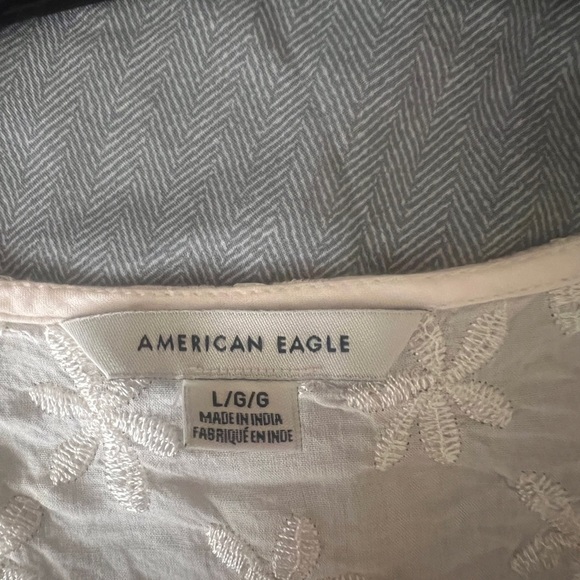 AMERICAN EAGLE
L/G/G
MADE IN INDIA
FABRIQUÉ EN INDE